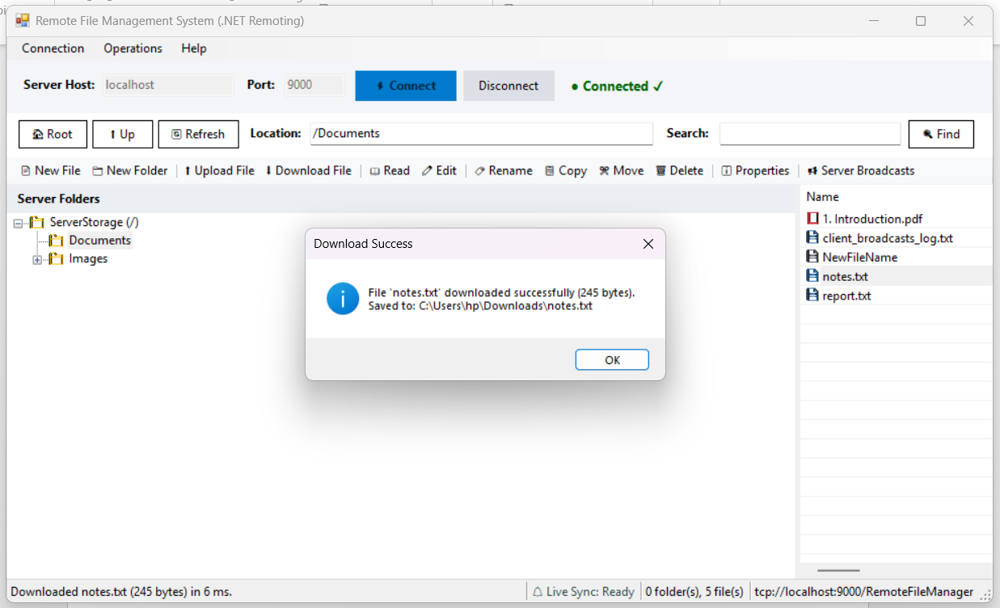 Remote File Management System (.NET Remoting)
Connection Operations Help
Server Host: localhost Port: 9000 Connect Disconnect ● Connected ✓
Root Up Refresh Location: /Documents Search: Find
New File New Folder Upload File Download File Read Edit Rename Copy Move Delete Properties Server Broadcasts
Server Folders
ServerStorage (/)
Documents
Images
Name
1. Introduction.pdf
client_broadcasts_log.txt
NewFileName
notes.txt
report.txt
Download Success
File 'notes.txt' downloaded successfully (245 bytes).
Saved to: C:\Users\hp\Downloads\notes.txt
OK
Downloaded notes.txt (245 bytes) in 6 ms. Live Sync: Ready 0 folder(s), 5 file(s) tcp://localhost:9000/RemoteFileManager